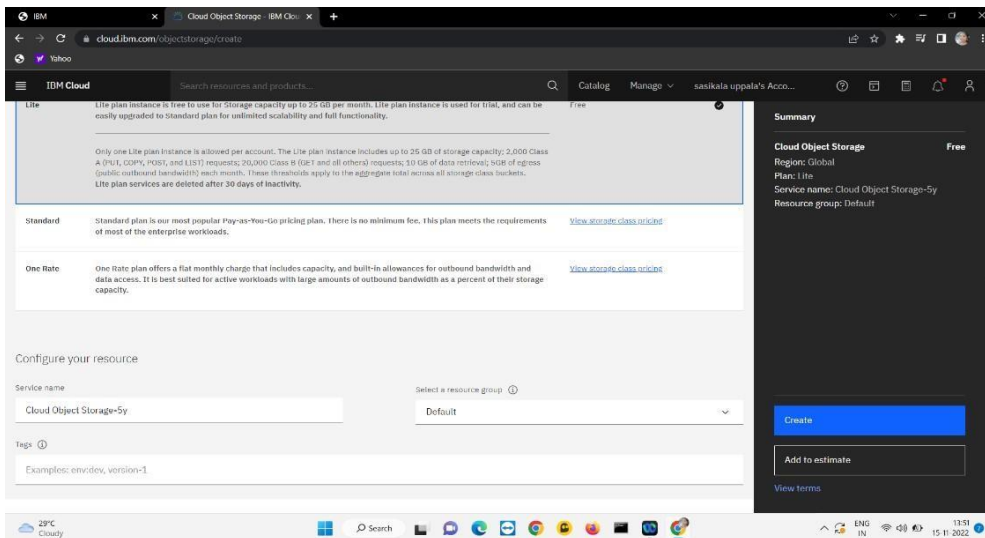 IBM
Cloud Object Storage - IBM Clou
cloud.ibm.com/objectstorage/create
Yahoo
IBM Cloud
Search resources and products...
Catalog
Manage
sasikala uppala's Acco...
Lite
Lite plan instance is free to use for Storage capacity up to 25 GB per month. Lite plan instance is used for trial, and can be
easily upgraded to Standard plan for unlimited scalability and full functionality.
Free
Only one Lite plan instance is allowed per account. The Lite plan instance includes up to 25 GB of storage capacity; 2,000 Class
A (PUT, COPY, POST, and LIST) requests; 20,000 Class B (GET and all others) requests; 10 GB of data retrieval; 5GB of egress
(public outbound bandwidth) each month. These thresholds apply to the aggregate total across all storage class buckets.
Lite plan services are deleted after 30 days of inactivity.
Standard
Standard plan is our most popular Pay-as-You-Go pricing plan. There is no minimum fee. This plan meets the requirements
of most of the enterprise workloads.
View storage class pricing
One Rate
One Rate plan offers a flat monthly charge that includes capacity, and built-in allowances for outbound bandwidth and
data access. It is best suited for active workloads with large amounts of outbound bandwidth as a percent of their storage
capacity.
View storage class pricing
Configure your resource
Service name
Cloud Object Storage-5y
Select a resource group
Default
Tags
Examples: env:dev, version-1
Summary
Cloud Object Storage
Free
Region: Global
Plan: Lite
Service name: Cloud Object Storage-5y
Resource group: Default
Create
Add to estimate
View terms
29°C
Cloudy
Search
ENG
IN
13:51
15-11-2022